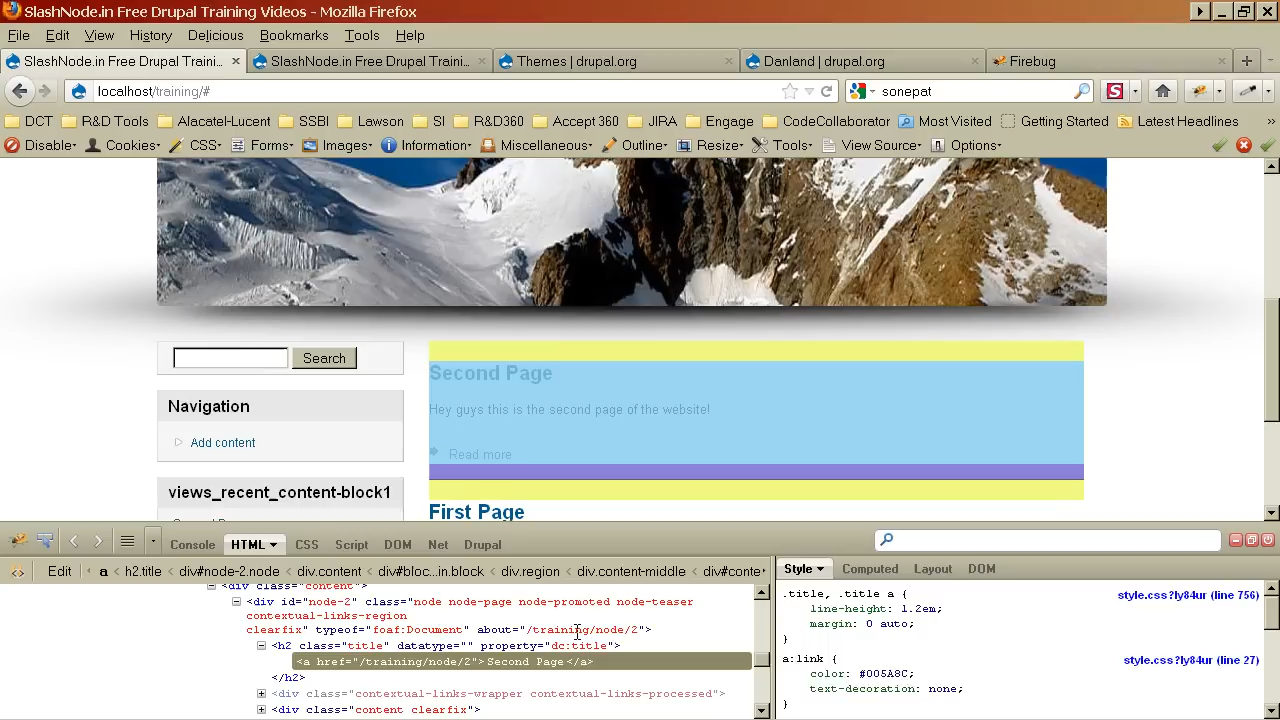 SlashNode.in Free Drupal Training Videos - Mozilla Firefox
File Edit View History Delicious Bookmarks Tools Help
SlashNode.in Free Drupal Traini... SlashNode.in Free Drupal Traini... Themes | drupal.org Danland | drupal.org Firebug
localhost/training/# sonepat
DCT R&D Tools Alacatel-Lucent SSBI Lawson SI R&D360 Accept 360 JIRA Engage CodeCollaborator Most Visited Getting Started Latest Headlines »
Disable Cookies CSS Forms Images Information Miscellaneous Outline Resize Tools View Source Options
Search
Second Page
Hey guys this is the second page of the website!
Read more
Navigation
Add content
views_recent_content-block1
First Page
Console HTML CSS Script DOM Net Drupal
Edit a < h2.title < div#node-2.node < div.content < div#bloc...in.block < div.region < div.content-middle < div#conte
Style Computed Layout DOM
<div class="content">
<div id="node-2" class="node node-page node-promoted node-teaser
contextual-links-region
clearfix" typeof="foaf:Document" about="/training/node/2">
<h2 class="title" datatype="" property="dc:title">
<a href="/training/node/2">Second Page</a>
</h2>
<div class="contextual-links-wrapper contextual-links-processed">
<div class="content clearfix">
.title, .title a { style.css?ly84ur (line 756)
line-height: 1.2em;
margin: 0 auto;
}
a:link { style.css?ly84ur (line 27)
color: #005A8C;
text-decoration: none;
}